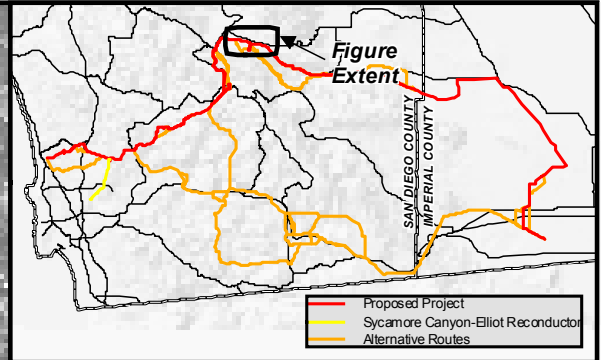 Figure
Extent
SAN DIEGO COUNTY
IMPERIAL COUNTY
Proposed Project
Sycamore Canyon-Elliot Reconductor
Alternative Routes